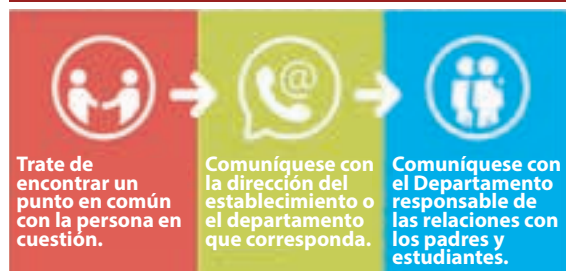 Trate de
encontrar un
punto en común
con la persona en
cuestión.
Comuníquese con
la dirección del
establecimiento o
el departamento
que corresponda.
Comuníquese con
el Departamento
responsable de
las relaciones con
los padres y
estudiantes.